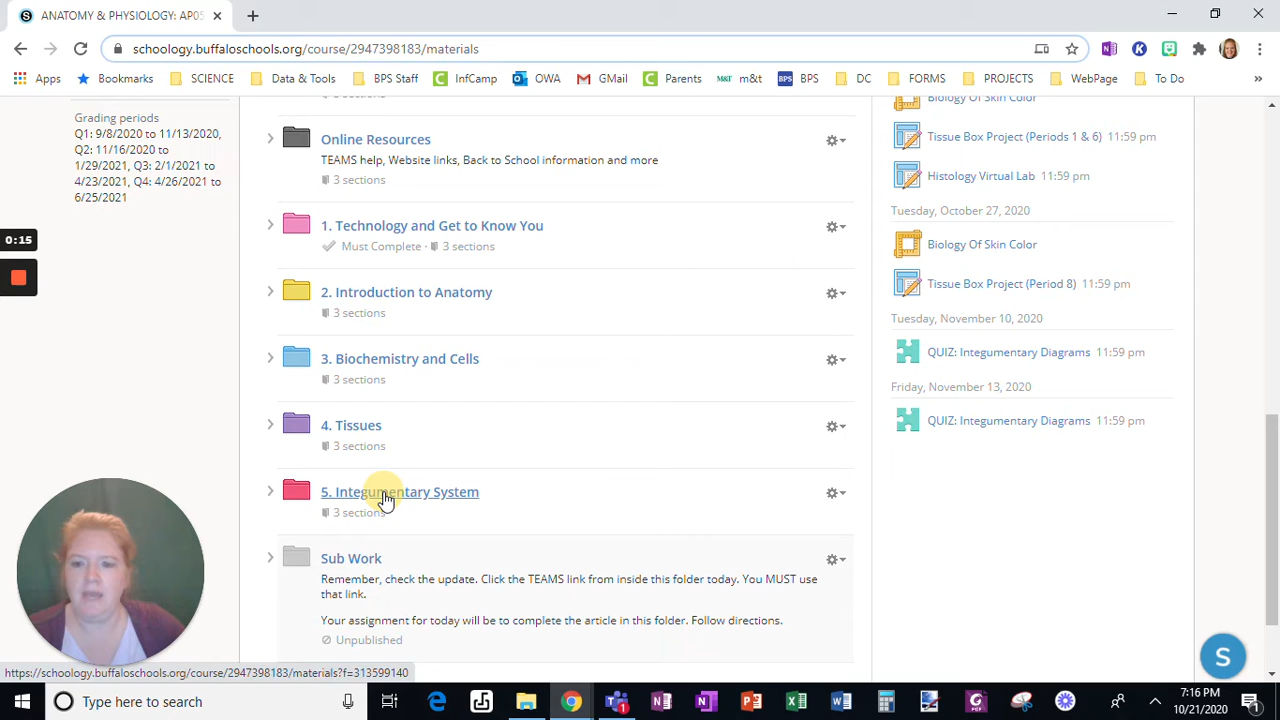 ANATOMY & PHYSIOLOGY: AP05
schoology.buffaloschools.org/course/2947398183/materials
Apps Bookmarks SCIENCE Data & Tools BPS Staff InfCamp OWA GMail Parents M&T m&t BPS DC FORMS PROJECTS WebPage To Do »
Grading periods
Q1: 9/8/2020 to 11/13/2020,
Q2: 11/16/2020 to
1/29/2021, Q3: 2/1/2021 to
4/23/2021, Q4: 4/26/2021 to
6/25/2021
0:15
Online Resources
TEAMS help, Website links, Back to School information and more
3 sections
1. Technology and Get to Know You
Must Complete · 3 sections
2. Introduction to Anatomy
3 sections
3. Biochemistry and Cells
3 sections
4. Tissues
3 sections
5. Integumentary System
3 sections
Sub Work
Remember, check the update. Click the TEAMS link from inside this folder today. You MUST use
that link.
Your assignment for today will be to complete the article in this folder. Follow directions.
Unpublished
Biology Of Skin Color
Tissue Box Project (Periods 1 & 6) 11:59 pm
Histology Virtual Lab 11:59 pm
Tuesday, October 27, 2020
Biology Of Skin Color
Tissue Box Project (Period 8) 11:59 pm
Tuesday, November 10, 2020
QUIZ: Integumentary Diagrams 11:59 pm
Friday, November 13, 2020
QUIZ: Integumentary Diagrams 11:59 pm
S
https://schoology.buffaloschools.org/course/2947398183/materials?f=313599140
Type here to search
7:16 PM
10/21/2020